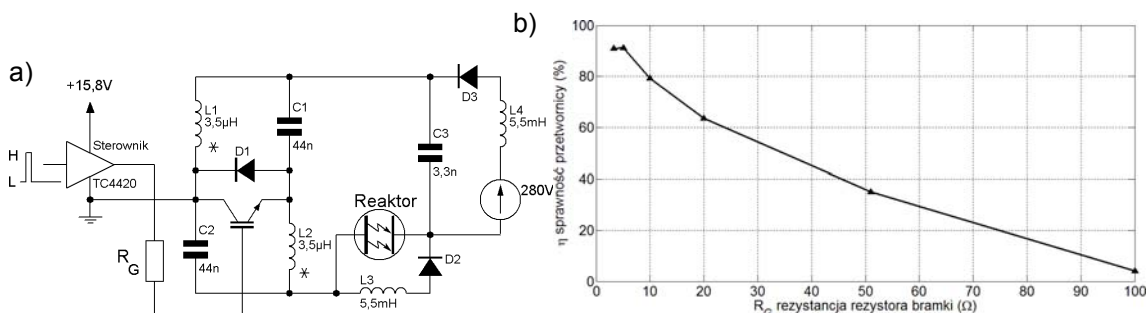 a)
+15,8V
Sterownik
H
L
TC4420
R_G
L1
3,5µH
*
C1
44n
D1
C2
44n
L2
3,5µH
*
L3
5,5mH
Reaktor
D2
C3
3,3n
D3
L4
5,5mH
280V
b)
η sprawność przetwornicy (%)
100
80
60
40
20
0
0 10 20 30 40 50 60 70 80 90 100
R_G rezystancja rezystora bramki (Ω)